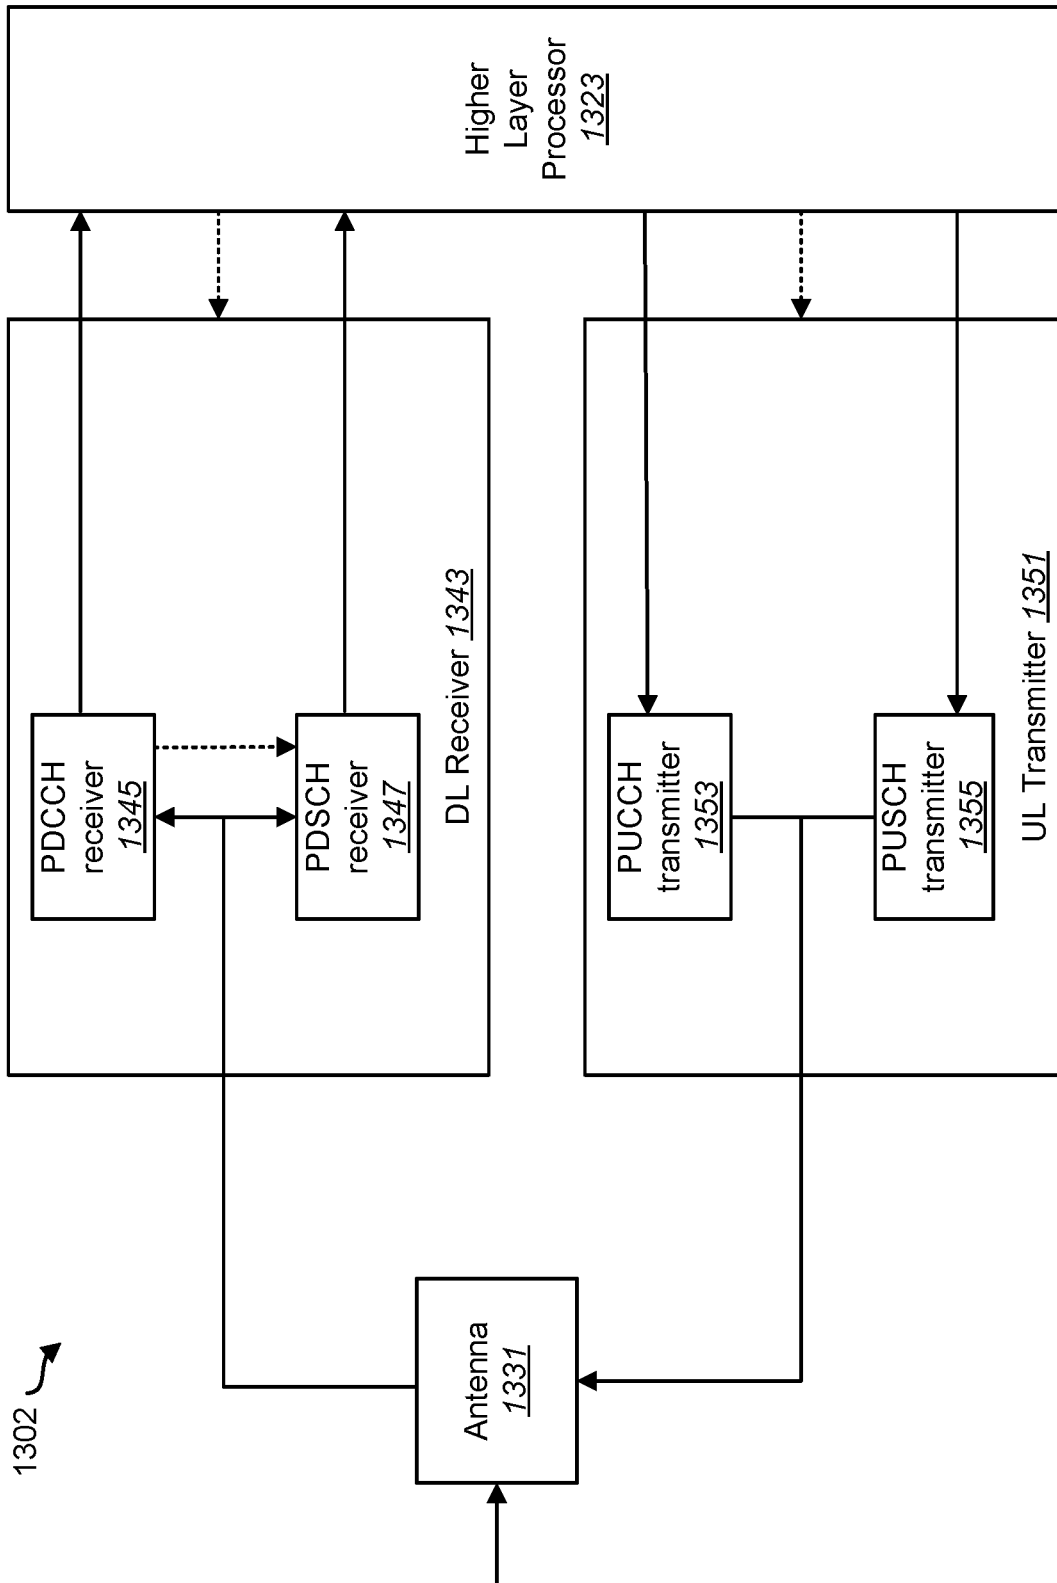 1302
Antenna
1331
PDCCH
receiver
1345
PDSCH
receiver
1347
DL Receiver 1343
PUCCH
transmitter
1353
PUSCH
transmitter
1355
UL Transmitter 1351
Higher
Layer
Processor
1323